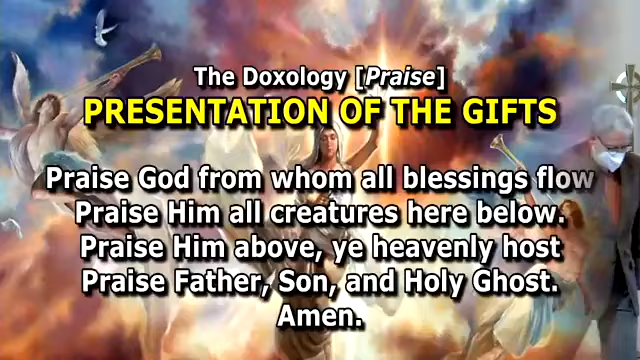 The Doxology [Praise]
PRESENTATION OF THE GIFTS
Praise God from whom all blessings flow
Praise Him all creatures here below.
Praise Him above, ye heavenly host
Praise Father, Son, and Holy Ghost.
Amen.